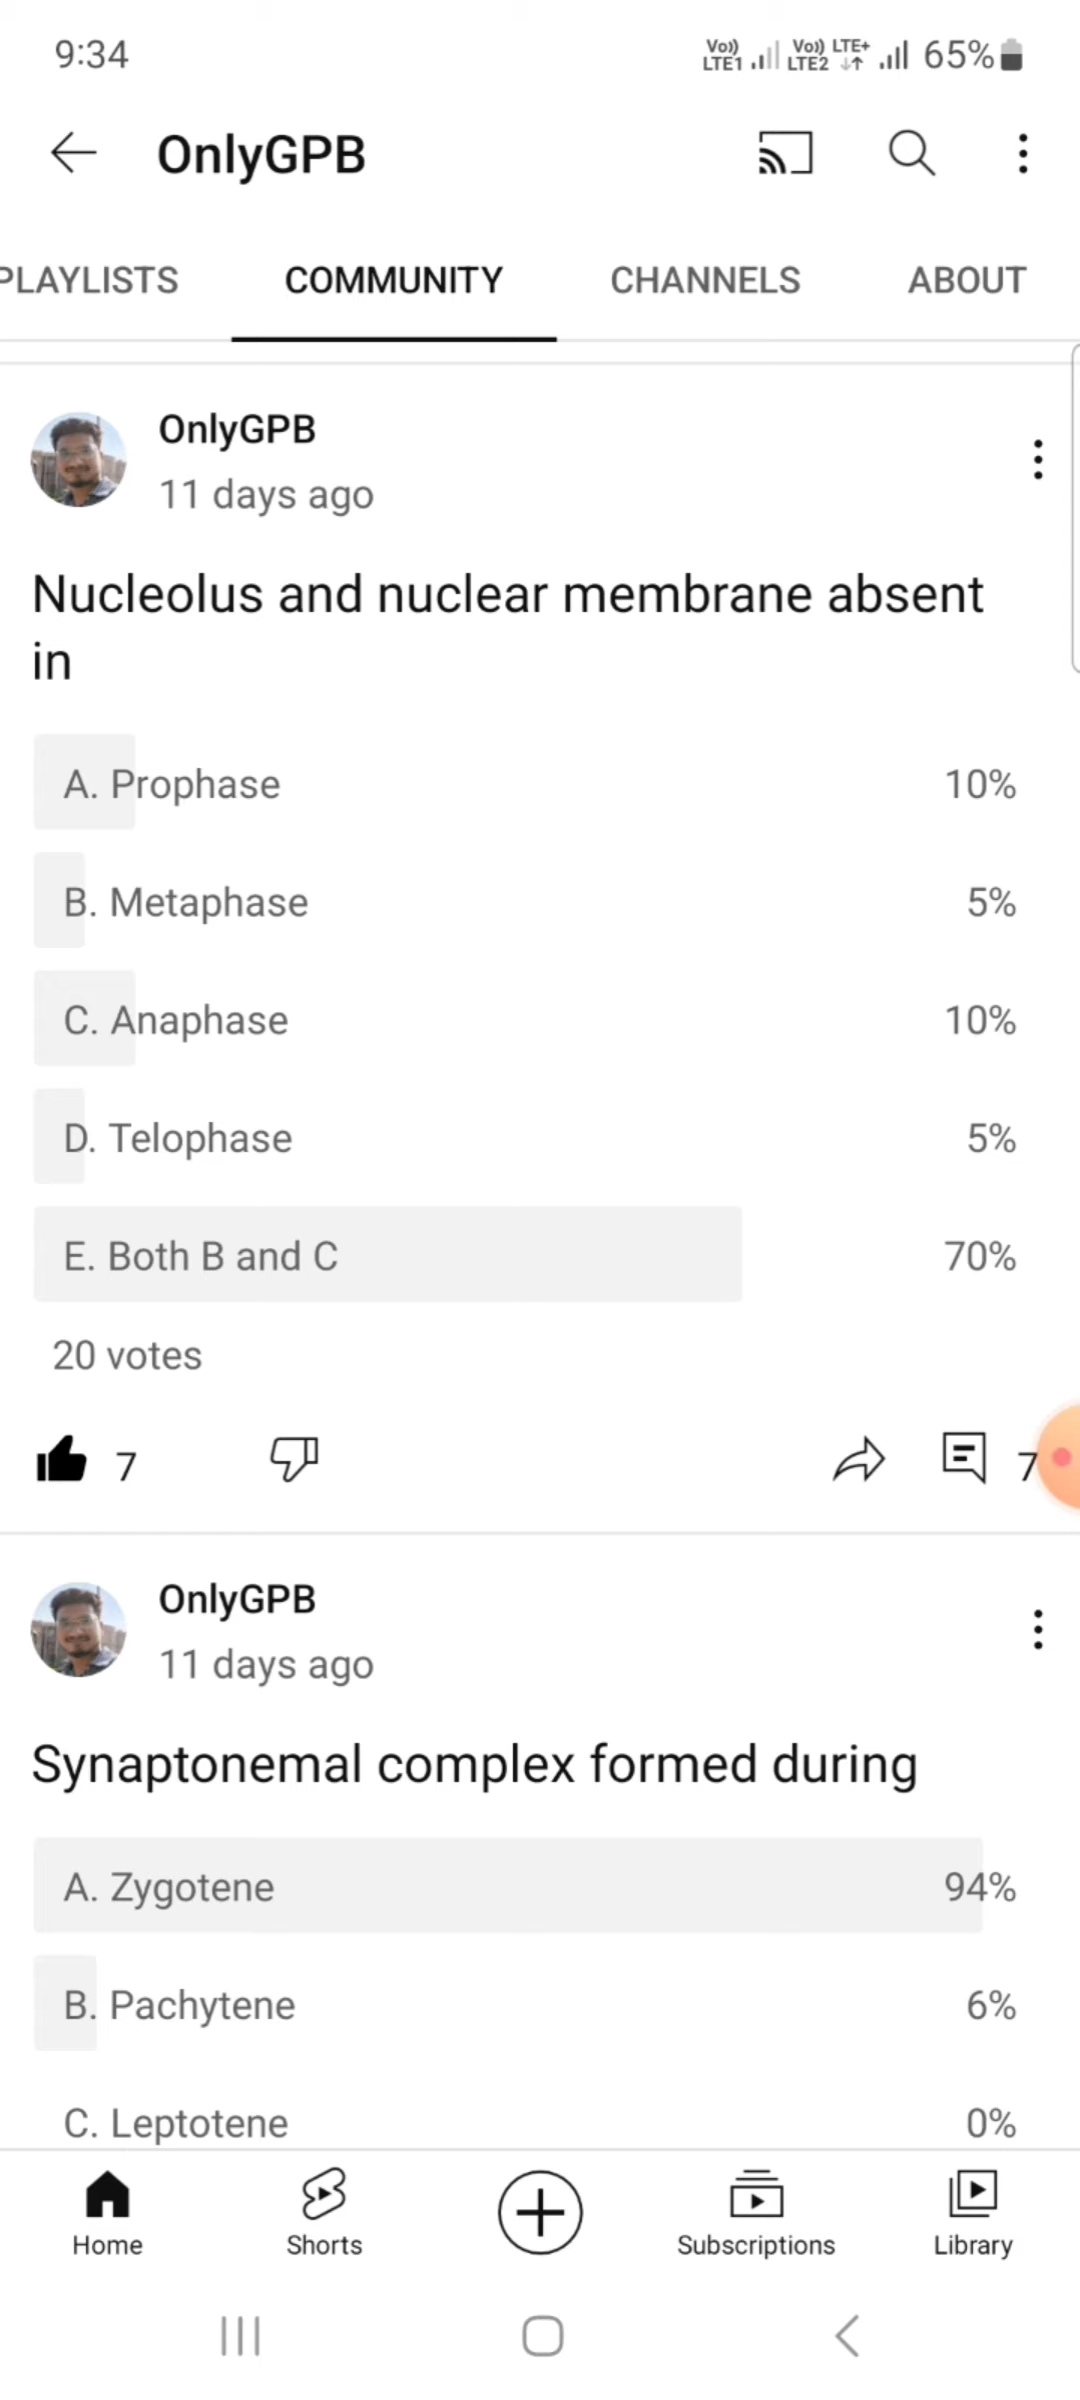 9:34
Vo)) LTE1 Vo)) LTE2 LTE+ 65%
OnlyGPB
PLAYLISTS COMMUNITY CHANNELS ABOUT
OnlyGPB
11 days ago
Nucleolus and nuclear membrane absent
in
A. Prophase 10%
B. Metaphase 5%
C. Anaphase 10%
D. Telophase 5%
E. Both B and C 70%
20 votes
7 7
OnlyGPB
11 days ago
Synaptonemal complex formed during
A. Zygotene 94%
B. Pachytene 6%
C. Leptotene 0%
Home Shorts Subscriptions Library